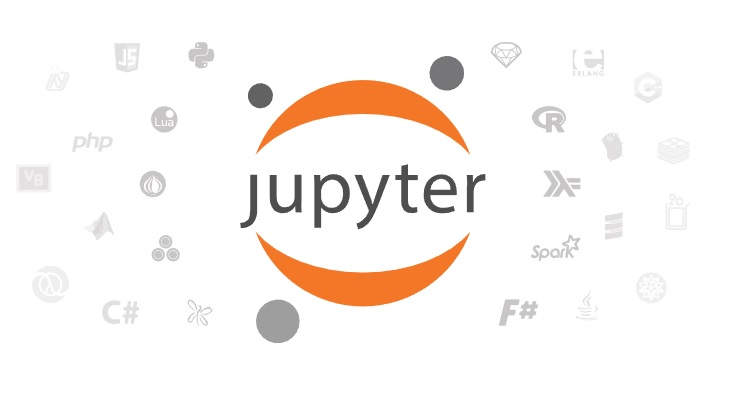 JS
ERLANG
Lua
R
php
jupyter
VB
Spark
C#
F#